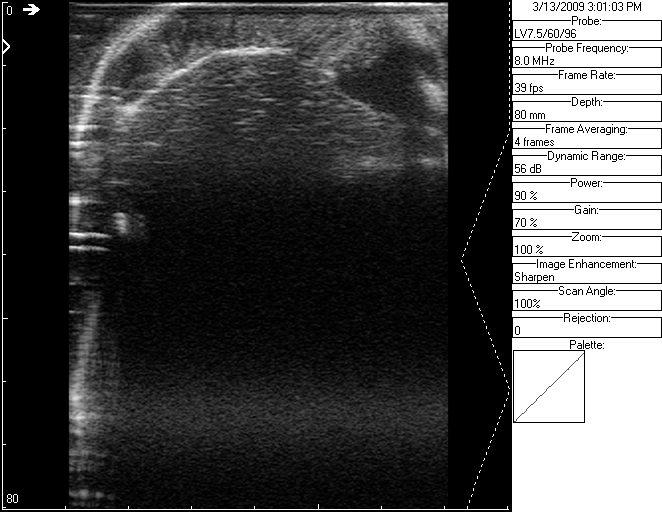 0
80
3/13/2009 3:01:03 PM
Probe:
LV7.5/60/96
Probe Frequency:
8.0 MHz
Frame Rate:
39 fps
Depth:
80 mm
Frame Averaging:
4 frames
Dynamic Range:
56 dB
Power:
90 %
Gain:
70 %
Zoom:
100 %
Image Enhancement:
Sharpen
Scan Angle:
100%
Rejection:
0
Palette: